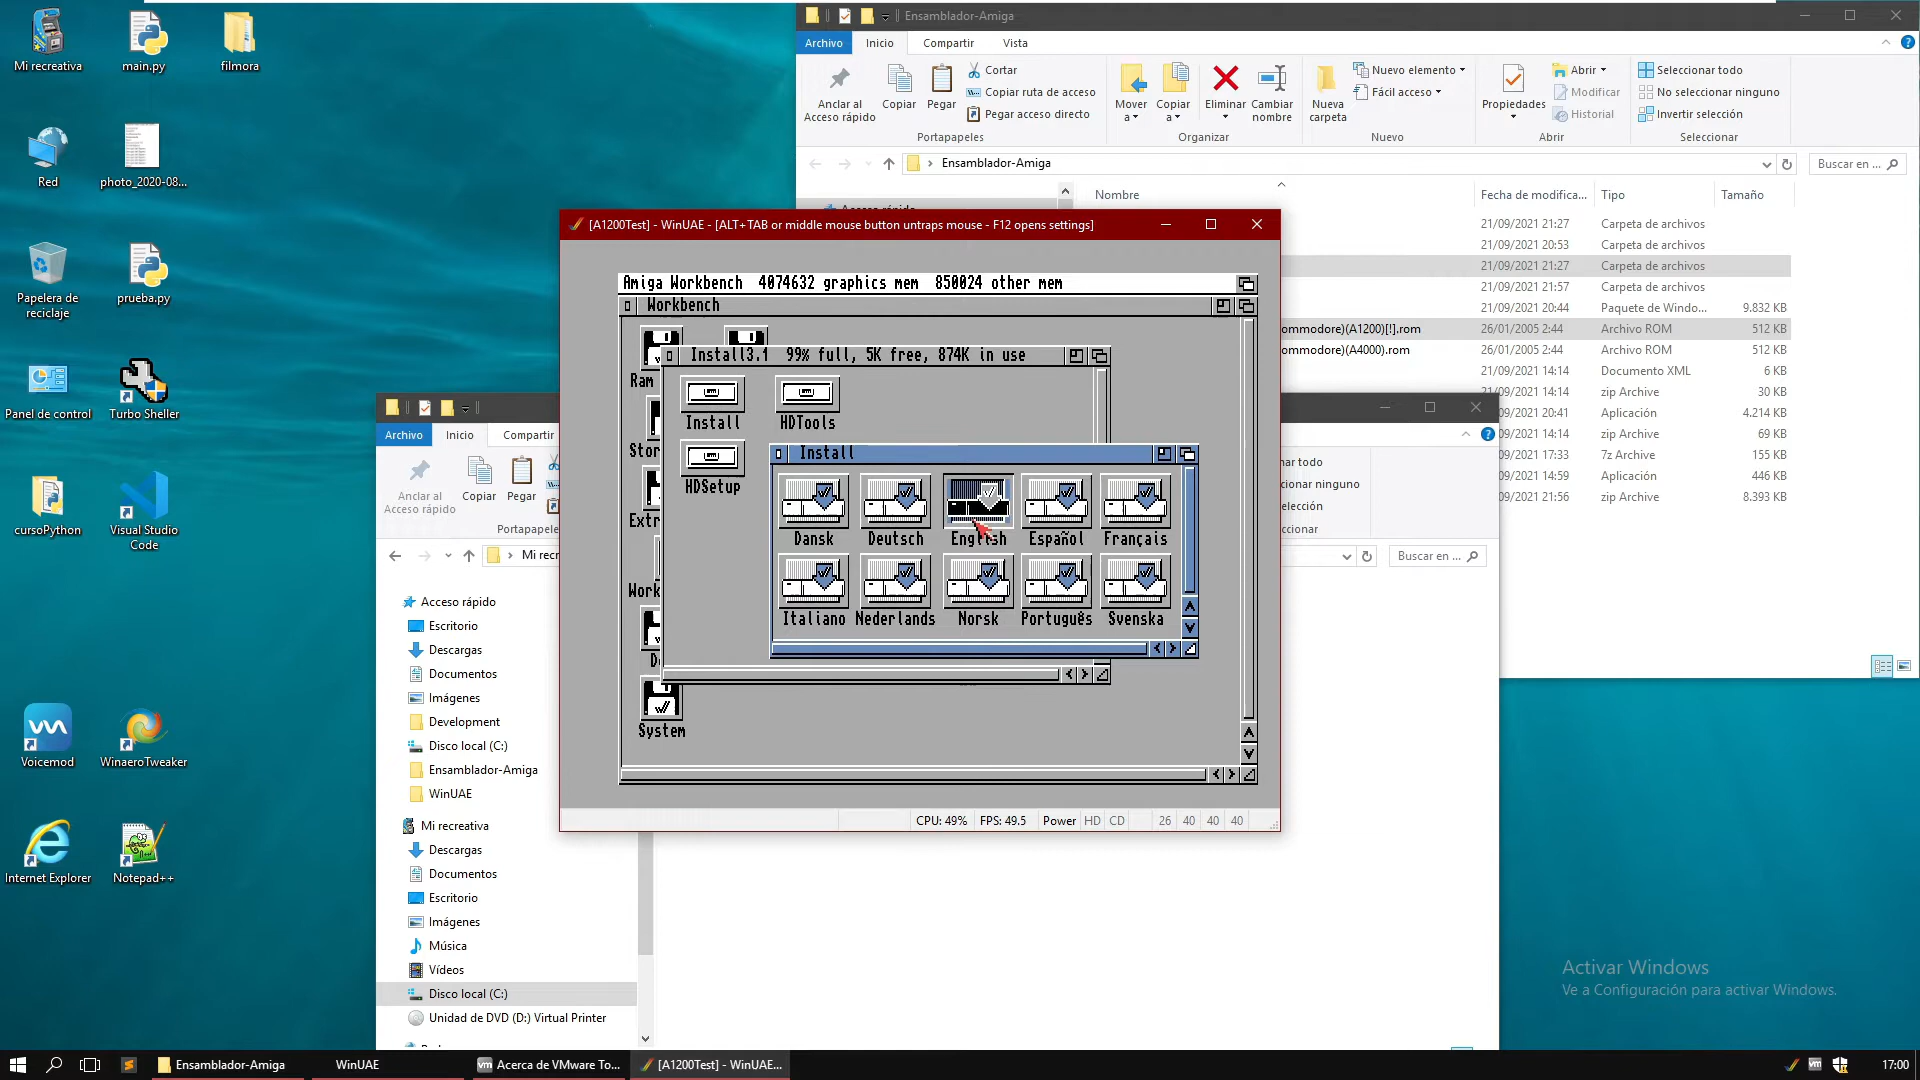 Mi recreativa
main.py
filmora
Red
photo_2020-08...
Papelera de
reciclaje
prueba.py
Panel de control
Turbo Sheller
cursoPython
Visual Studio
Code
Voicemod
WinaeroTweaker
Internet Explorer
Notepad++
Ensamblador-Amiga
Archivo
Inicio
Compartir
Vista
Anclar al
Acceso rápido
Copiar
Pegar
Cortar
Copiar ruta de acceso
Pegar acceso directo
Portapapeles
Mover
a
Copiar
a
Eliminar
Cambiar
nombre
Organizar
Nueva
carpeta
Nuevo elemento
Fácil acceso
Nuevo
Propiedades
Abrir
Modificar
Historial
Abrir
Seleccionar todo
No seleccionar ninguno
Invertir selección
Seleccionar
Ensamblador-Amiga
Buscar en ...
Nombre
Fecha de modifica...
Tipo
Tamaño
21/09/2021 21:27 Carpeta de archivos
21/09/2021 20:53 Carpeta de archivos
21/09/2021 21:27 Carpeta de archivos
21/09/2021 21:57 Carpeta de archivos
21/09/2021 20:44 Paquete de Windo... 9.832 KB
ommodore)(A1200)[!].rom 26/01/2005 2:44 Archivo ROM 512 KB
ommodore)(A4000).rom 26/01/2005 2:44 Archivo ROM 512 KB
/09/2021 14:14 Documento XML 6 KB
/09/2021 14:14 zip Archive 30 KB
/09/2021 20:41 Aplicación 4.214 KB
/09/2021 14:14 zip Archive 69 KB
/09/2021 17:33 7z Archive 155 KB
/09/2021 14:59 Aplicación 446 KB
/09/2021 21:56 zip Archive 8.393 KB
[A1200Test] - WinUAE - [ALT+TAB or middle mouse button untraps mouse - F12 opens settings]
Amiga Workbench 4074632 graphics mem 850024 other mem
Workbench
Ram
Stor
Extr
Work
D
System
Install3.1 99% full, 5K free, 874K in use
Install
HDTools
HDSetup
Install
Dansk
Deutsch
English
Español
Français
Italiano
Nederlands
Norsk
Português
Svenska
CPU: 49%
FPS: 49.5
Power
HD
CD
26
40
40
40
Archivo
Inicio
Compartir
Anclar al
Acceso rápido
Copiar
Pegar
Portapape
nar todo
cionar ninguno
elección
cionar
Mi recr
Buscar en ...
Acceso rápido
Escritorio
Descargas
Documentos
Imágenes
Development
Disco local (C:)
Ensamblador-Amiga
WinUAE
Mi recreativa
Descargas
Documentos
Escritorio
Imágenes
Música
Vídeos
Disco local (C:)
Unidad de DVD (D:) Virtual Printer
Activar Windows
Ve a Configuración para activar Windows.
Ensamblador-Amiga
WinUAE
Acerca de VMware To...
[A1200Test] - WinUAE...
17:00